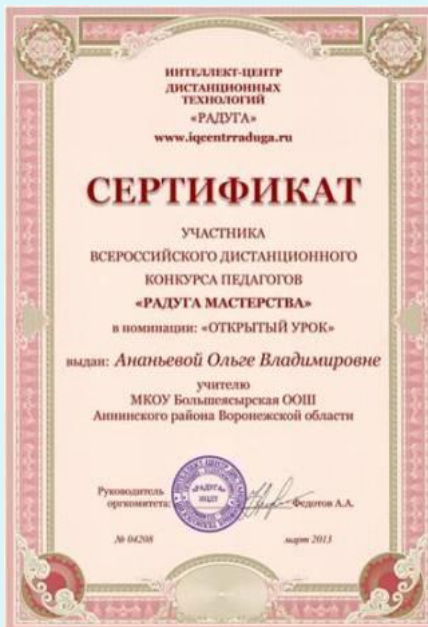 ИНТЕЛЛЕКТ-ЦЕНТР
ДИСТАНЦИОННЫХ
ТЕХНОЛОГИЙ
«РАДУГА»
www.iqcentrraduga.ru
СЕРТИФИКАТ
УЧАСТНИКА
ВСЕРОССИЙСКОГО ДИСТАНЦИОННОГО
КОНКУРСА ПЕДАГОГОВ
«РАДУГА МАСТЕРСТВА»
в номинации: «ОТКРЫТЫЙ УРОК»
выдан: Ананьевой Ольге Владимировне
учителю
МКОУ Большеясырская ООШ
Аннинского района Воронежской области
Руководитель
оргкомитета:
«РАДУГА»
Федотов А.А.
№ 04208
март 2013